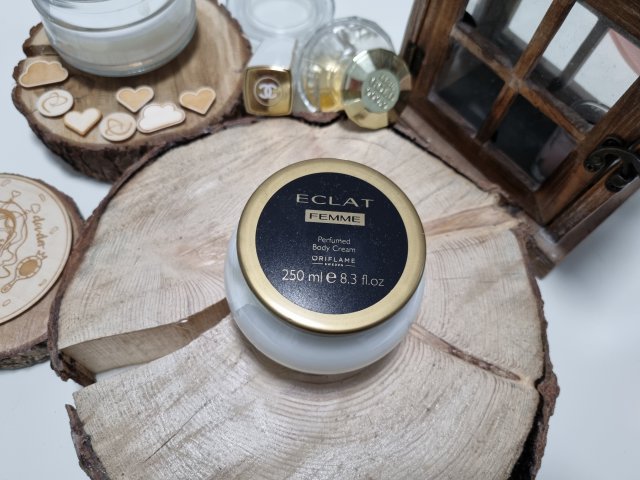 ECLAT
FEMME
Perfumed
Body Cream
ORIFLAME
SWEDEN
250 ml e 8.3 fl.oz